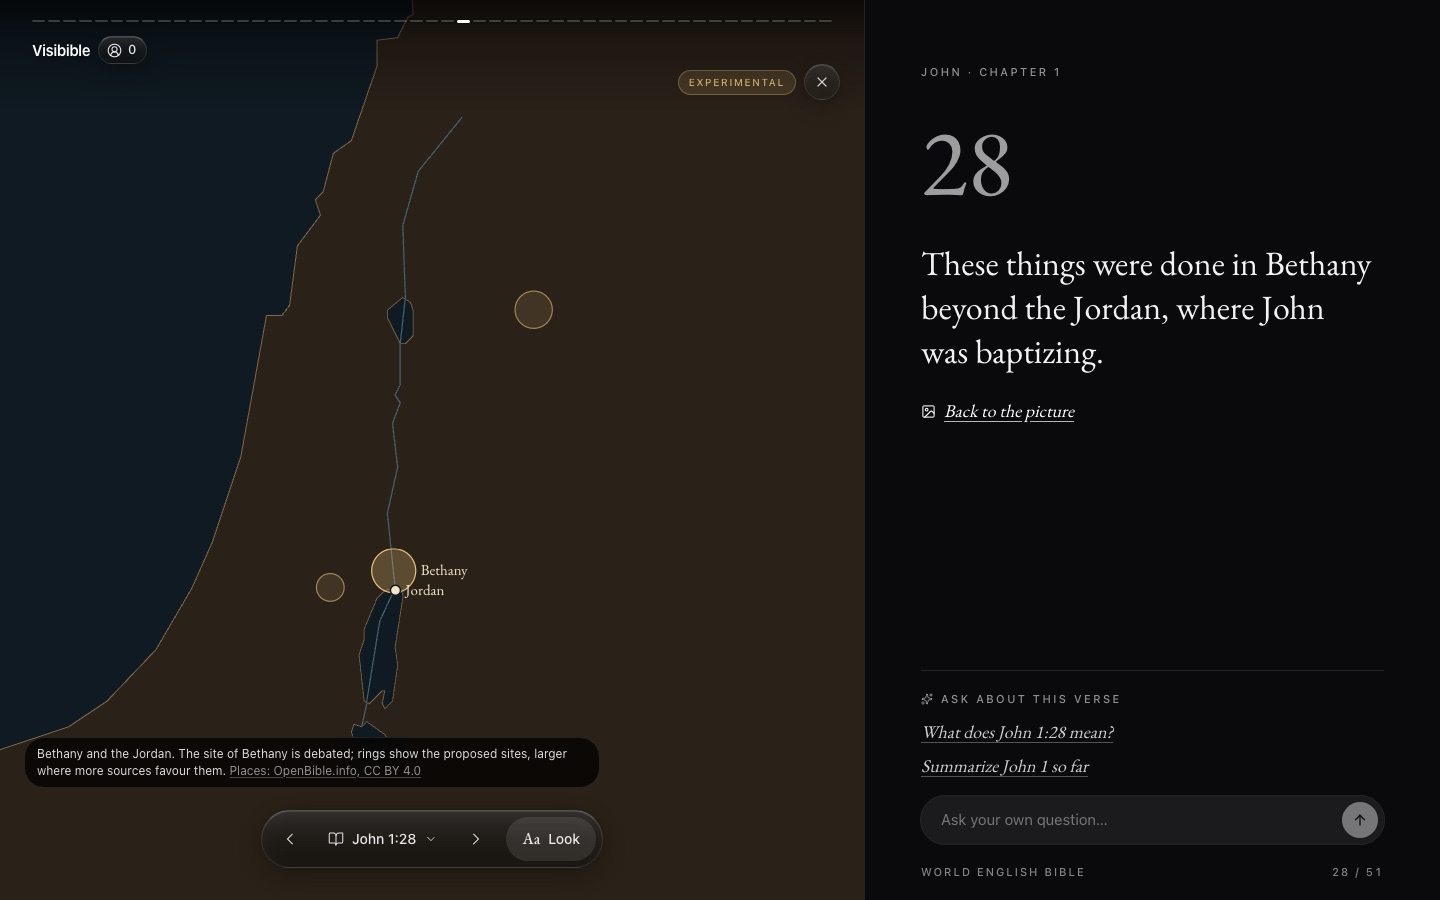 Visibible
0
EXPERIMENTAL
Bethany
Jordan
Bethany and the Jordan. The site of Bethany is debated; rings show the proposed sites, larger
where more sources favour them. Places: OpenBible.info, CC BY 4.0
John 1:28
Aa Look
JOHN · CHAPTER 1
28
These things were done in Bethany
beyond the Jordan, where John
was baptizing.
Back to the picture
ASK ABOUT THIS VERSE
What does John 1:28 mean?
Summarize John 1 so far
Ask your own question...
WORLD ENGLISH BIBLE
28 / 51